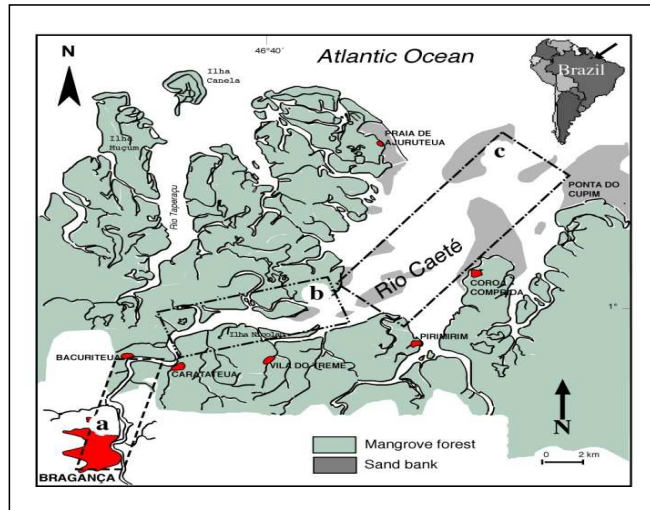 N
46°40'
Atlantic Ocean
Brazil
Ilha
Canela
Ilha
Muçum
PRAIA DE
AJURUTEUA
c
PONTA DO
CUPIM
Rio Taperaçu
Rio Caeté
COROA
COMPRIDA
b
1°
Ilha Nicolau
BACURITEUA
CARATATEUA
VILA DO TREME
PIRIMIRIM
a
BRAGANÇA
N
Mangrove forest
Sand bank
0 2 km